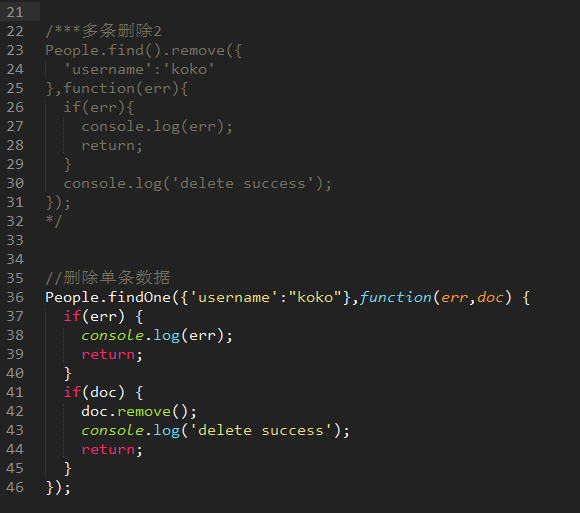 21
22 /***多条删除2
23 People.find().remove({
24   'username':'koko'
25 },function(err){
26   if(err){
27     console.log(err);
28     return;
29   }
30   console.log('delete success');
31 });
32 */
33
34
35 //删除单条数据
36 People.findOne({'username':"koko"},function(err,doc) {
37   if(err) {
38     console.log(err);
39     return;
40   }
41   if(doc) {
42     doc.remove();
43     console.log('delete success');
44     return;
45   }
46 });